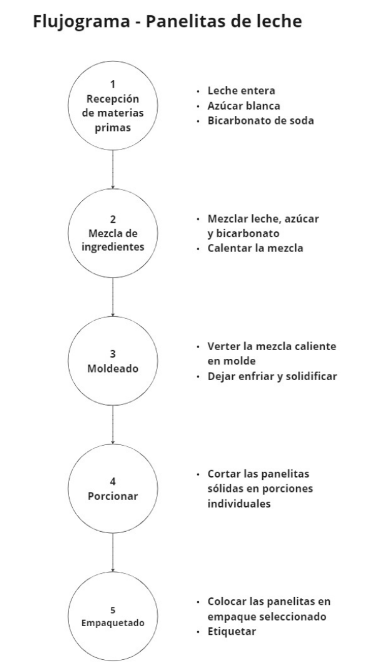 Flujograma - Panelitas de leche
1
Recepción
de materias
primas
• Leche entera
• Azúcar blanca
• Bicarbonato de soda
2
Mezcla de
ingredientes
• Mezclar leche, azúcar
y bicarbonato
• Calentar la mezcla
3
Moldeado
• Verter la mezcla caliente
en molde
• Dejar enfriar y solidificar
4
Porcionar
• Cortar las panelitas
sólidas en porciones
individuales
5
Empaquetado
• Colocar las panelitas en
empaque seleccionado
• Etiquetar